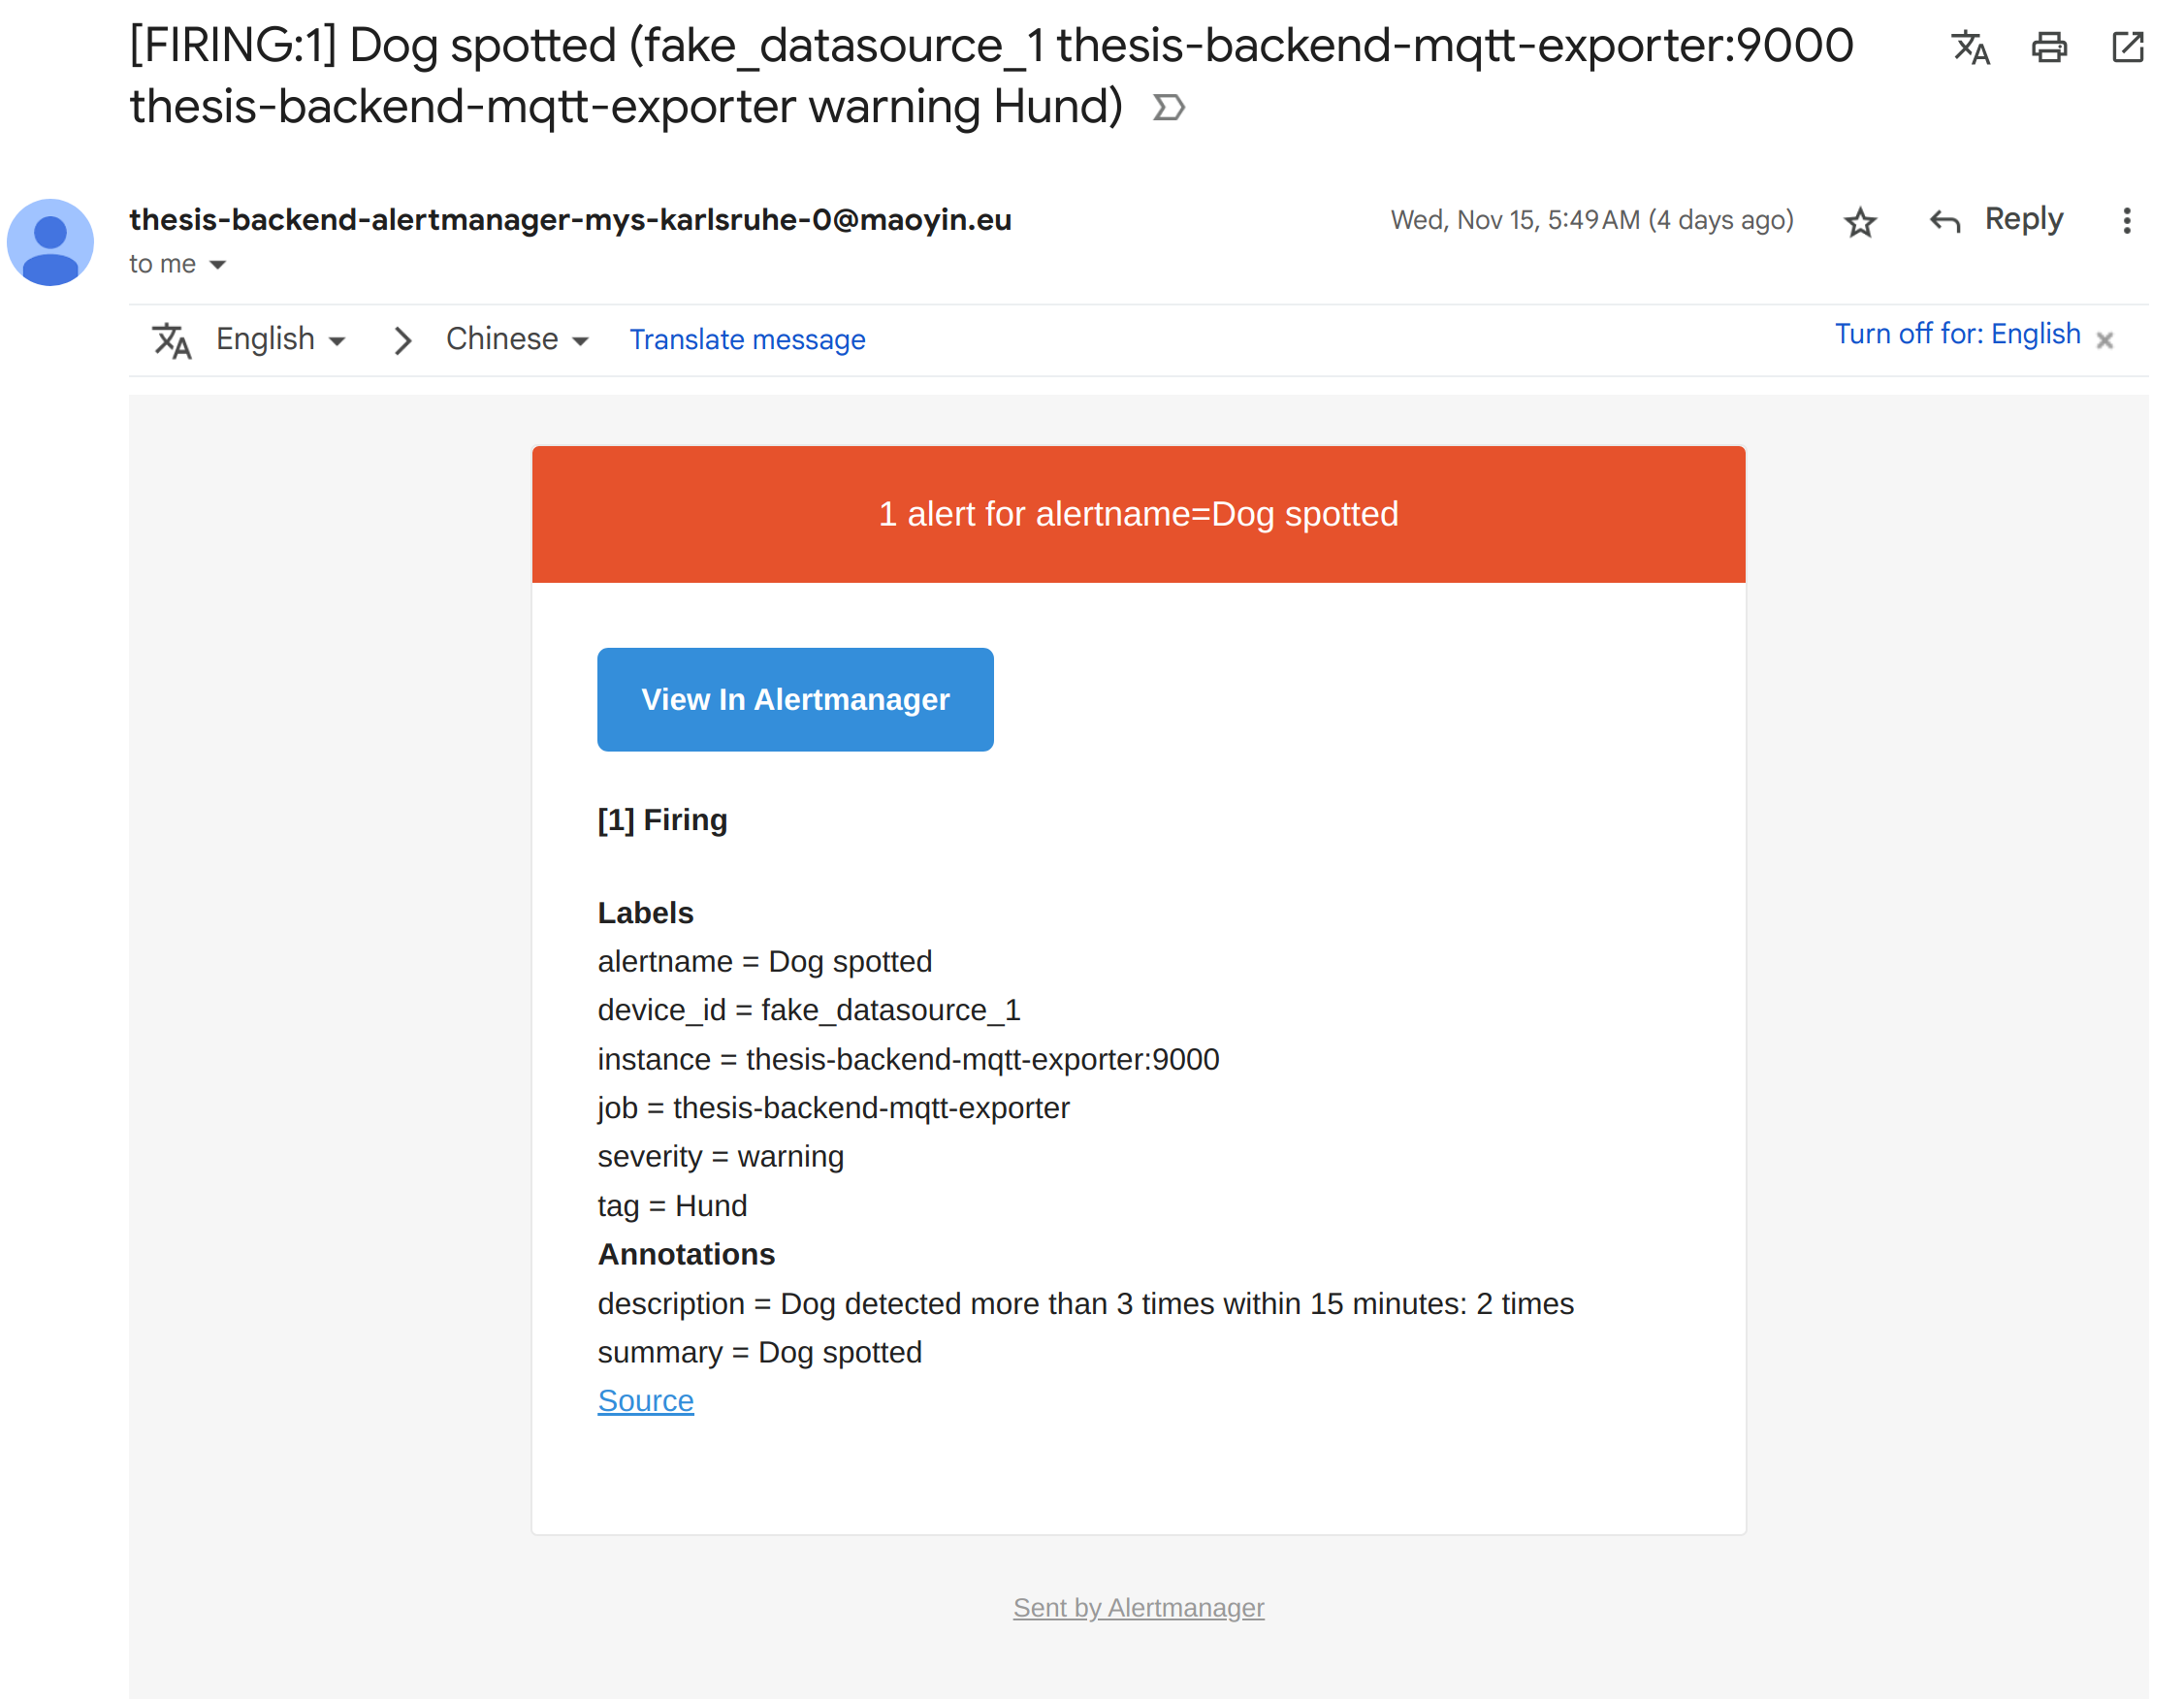 [FIRING:1] Dog spotted (fake_datasource_1 thesis-backend-mqtt-exporter:9000
thesis-backend-mqtt-exporter warning Hund)
thesis-backend-alertmanager-mys-karlsruhe-0@maoyin.eu
Wed, Nov 15, 5:49 AM (4 days ago)
Reply
to me
English
Chinese
Translate message
Turn off for: English
1 alert for alertname=Dog spotted
View In Alertmanager
[1] Firing
Labels
alertname = Dog spotted
device_id = fake_datasource_1
instance = thesis-backend-mqtt-exporter:9000
job = thesis-backend-mqtt-exporter
severity = warning
tag = Hund
Annotations
description = Dog detected more than 3 times within 15 minutes: 2 times
summary = Dog spotted
Source
Sent by Alertmanager